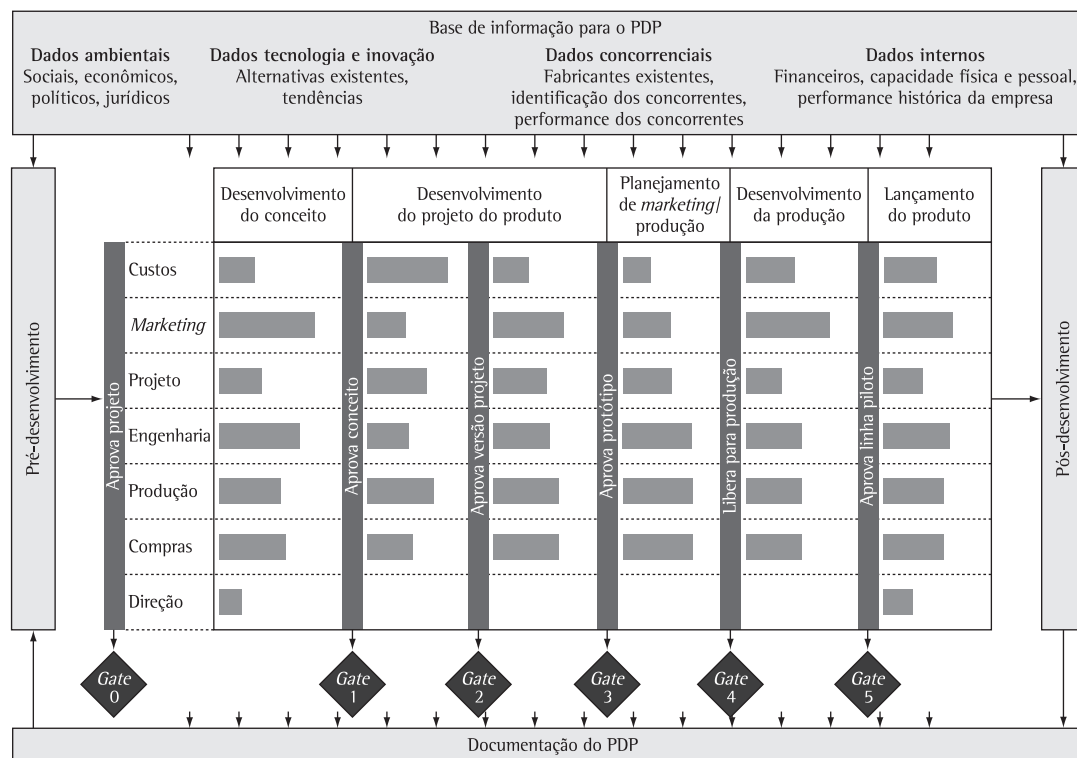 Base de informação para o PDP
Dados ambientais
Sociais, econômicos,
políticos, jurídicos
Dados tecnologia e inovação
Alternativas existentes,
tendências
Dados concorrenciais
Fabricantes existentes,
identificação dos concorrentes,
performance dos concorrentes
Dados internos
Financeiros, capacidade física e pessoal,
performance histórica da empresa
Desenvolvimento
do conceito
Desenvolvimento
do projeto do produto
Planejamento
de marketing/
produção
Desenvolvimento
da produção
Lançamento
do produto
Pré-desenvolvimento
Aprova projeto
Custos
Marketing
Projeto
Engenharia
Produção
Compras
Direção
Aprova conceito
Aprova versão projeto
Aprova protótipo
Libera para produção
Aprova linha piloto
Pós-desenvolvimento
Gate
0
Gate
1
Gate
2
Gate
3
Gate
4
Gate
5
Documentação do PDP